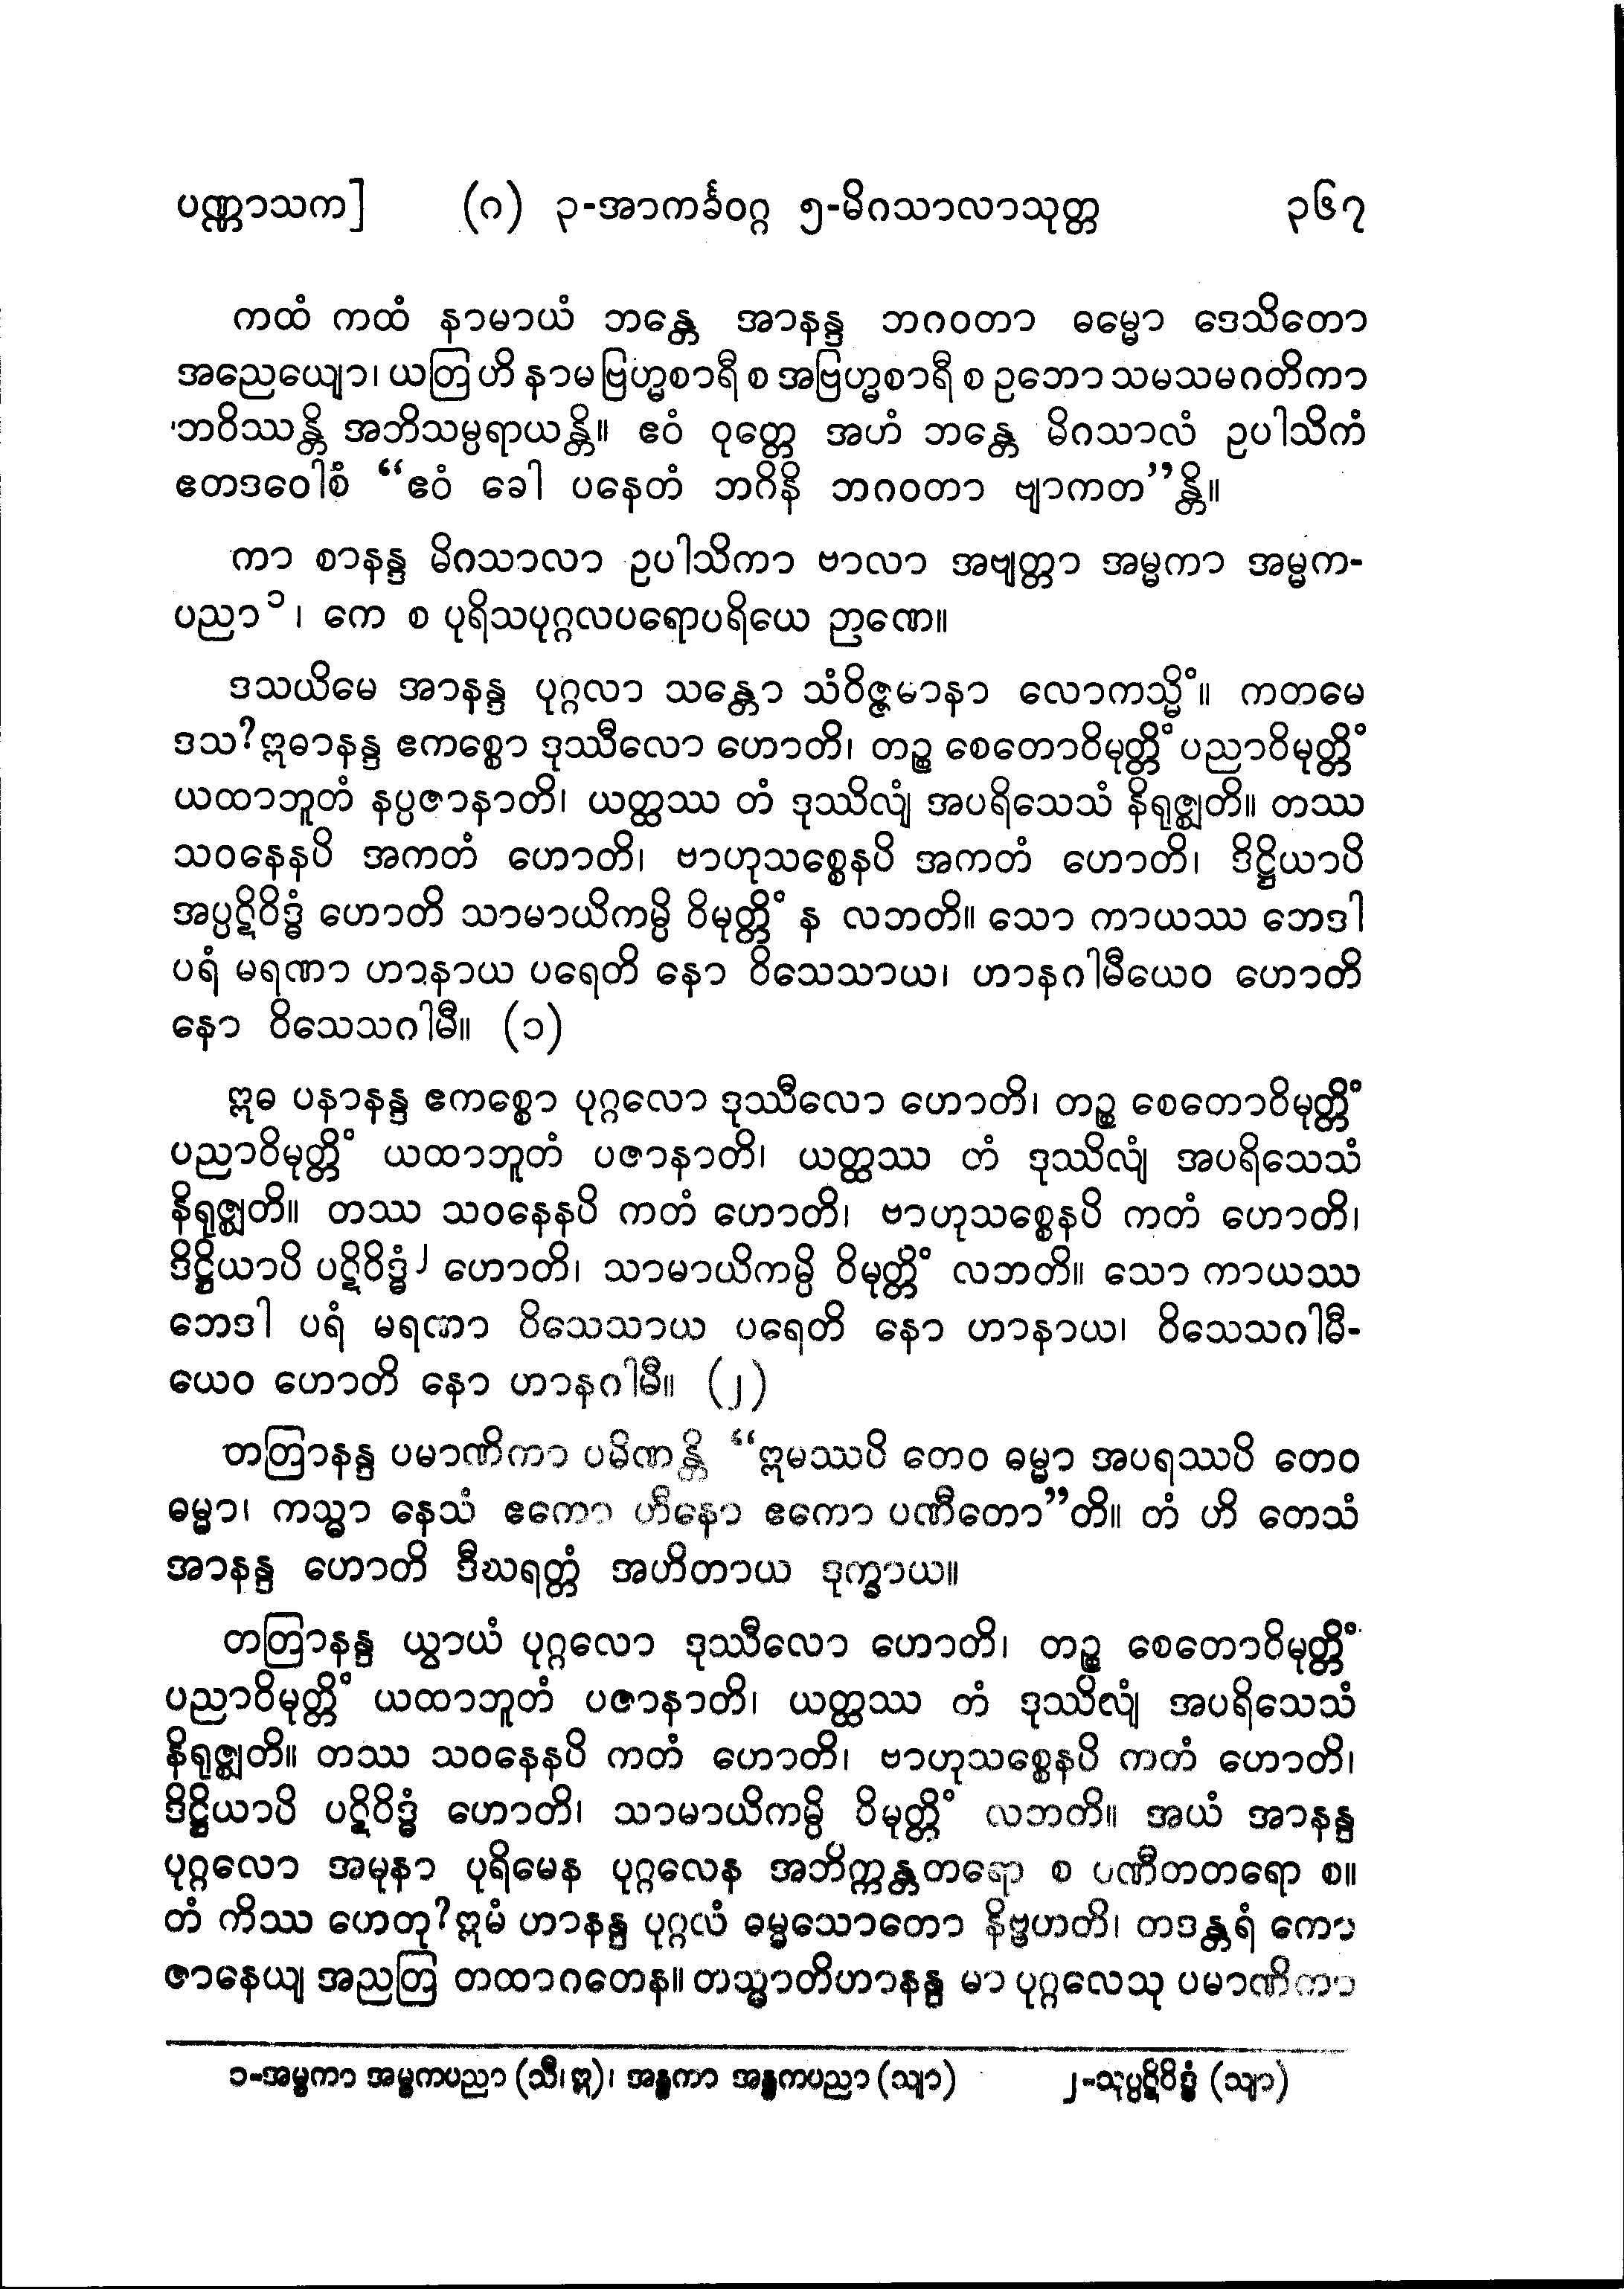 ပဏ္ဏာသက] (ဂ) ၃-အာကင်္ခဝဂ္ဂ ၅-မိဂသာလာသုတ္တ ၃၆၇
ကထံ ကထံ နာမာယံ ဘန္တေ အာနန္ဒ ဘဂဝတာ ဓမ္မော ဒေသိတော
အညေယျော၊ ယတြ ဟိ နာမ ဗြဟ္မစာရီ စ အဗြဟ္မစာရီ စ ဥဘော သမသမဂတိကာ
ဘဝိဿန္တိ အဘိသမ္ပရာယန္တိ။ ဧဝံ ဝုတ္တေ အဟံ ဘန္တေ မိဂသာလံ ဥပါသိကံ
ဧတဒဝေါစံ “ဧဝံ ခေါ ပနေတံ ဘဂိနိ ဘဂဝတာ ဗျာကတ”န္တိ။
ကာ စာနန္ဒ မိဂသာလာ ဥပါသိကာ ဗာလာ အဗျတ္တာ အမ္မကာ အမ္မက-
ပညာ၁၊ ကေ စ ပုရိသပုဂ္ဂလပရောပရိယေ ဉာဏေ။
ဒသယိမေ အာနန္ဒ ပုဂ္ဂလာ သန္တော သံဝိဇ္ဇမာနာ လောကသ္မိံ။ ကတမေ
ဒသ?ဣဓာနန္ဒ ဧကစ္စော ဒုဿီလော ဟောတိ၊ တဉ္စ စေတောဝိမုတ္တိံ ပညာဝိမုတ္တိံ
ယထာဘူတံ နပ္ပဇာနာတိ၊ ယတ္ထဿ တံ ဒုဿိလျံ အပရိသေသံ နိရုဇ္ဈတိ။ တဿ
သဝနေနပိ အကတံ ဟောတိ၊ ဗာဟုသစ္စေနပိ အကတံ ဟောတိ၊ ဒိဋ္ဌိယာပိ
အပ္ပဋိဝိဒ္ဓံ ဟောတိ သာမာယိကမ္ပိ ဝိမုတ္တိံ န လဘတိ။ သော ကာယဿ ဘေဒါ
ပရံ မရဏာ ဟာနာယ ပရေတိ နော ဝိသေသာယ၊ ဟာနဂါမီယေဝ ဟောတိ
နော ဝိသေသဂါမီ။ (၁)
ဣဓ ပနာနန္ဒ ဧကစ္စော ပုဂ္ဂလော ဒုဿီလော ဟောတိ၊ တဉ္စ စေတောဝိမုတ္တိံ
ပညာဝိမုတ္တိံ ယထာဘူတံ ပဇာနာတိ၊ ယတ္ထဿ တံ ဒုဿိလျံ အပရိသေသံ
နိရုဇ္ဈတိ။ တဿ သဝနေနပိ ကတံ ဟောတိ၊ ဗာဟုသစ္စေနပိ ကတံ ဟောတိ၊
ဒိဋ္ဌိယာပိ ပဋိဝိဒ္ဓံ၂ ဟောတိ၊ သာမာယိကမ္ပိ ဝိမုတ္တိံ လဘတိ။ သော ကာယဿ
ဘေဒါ ပရံ မရဏာ ဝိသေသာယ ပရေတိ နော ဟာနာယ၊ ဝိသေသဂါမီ-
ယေဝ ဟောတိ နော ဟာနဂါမီ။ (၂)
တတြာနန္ဒ ပမာဏိကာ ပမိဏန္တိ “ဣမဿပိ တေဝ ဓမ္မာ အပရဿပိ တေဝ
ဓမ္မာ၊ ကသ္မာ နေသံ ဧကော ဟီနော ဧကော ပဏီတော”တိ။ တံ ဟိ တေသံ
အာနန္ဒ ဟောတိ ဒီဃရတ္တံ အဟိတာယ ဒုက္ခာယ။
တတြာနန္ဒ ယွာယံ ပုဂ္ဂလော ဒုဿီလော ဟောတိ၊ တဉ္စ စေတောဝိမုတ္တိံ
ပညာဝိမုတ္တိံ ယထာဘူတံ ပဇာနာတိ၊ ယတ္ထဿ တံ ဒုဿိလျံ အပရိသေသံ
နိရုဇ္ဈတိ။ တဿ သဝနေနပိ ကတံ ဟောတိ၊ ဗာဟုသစ္စေနပိ ကတံ ဟောတိ၊
ဒိဋ္ဌိယာပိ ပဋိဝိဒ္ဓံ ဟောတိ၊ သာမာယိကမ္ပိ ဝိမုတ္တိံ လဘတိ။ အယံ အာနန္ဒ
ပုဂ္ဂလော အမုနာ ပုရိမေန ပုဂ္ဂလေန အဘိက္ကန္တတရော စ ပဏီတတရော စ။
တံ ကိဿ ဟေတု?ဣမံ ဟာနန္ဒ ပုဂ္ဂလံ ဓမ္မသောတော နိဗ္ဗဟတိ၊ တဒန္တရံ ကော
ဇာနေယျ အညတြ တထာဂတေန။ တသ္မာတိဟာနန္ဒ မာ ပုဂ္ဂလေသု ပမာဏိကာ
၁-အမ္ဗကာ အမ္ဗကပညာ (သီ၊ ဣ)၊ အန္ဓကာ အန္ဓကပညာ (သျာ) ၂-သုပ္ပဋိဝိဒ္ဓံ (သျာ)